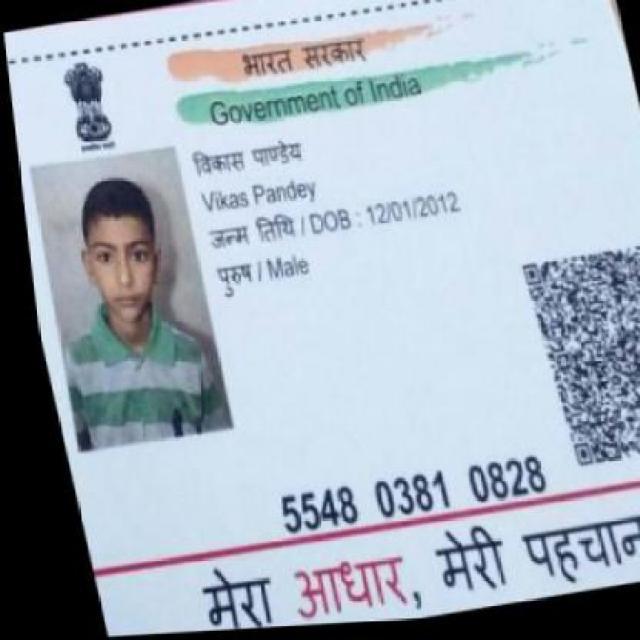 भारत सरकार
Government of India
विकास पाण्डेय
Vikas Pandey
जन्म तिथि / DOB : 12/01/2012
पुरुष / Male
5548 0381 0828
मेरा आधार, मेरी पहचान